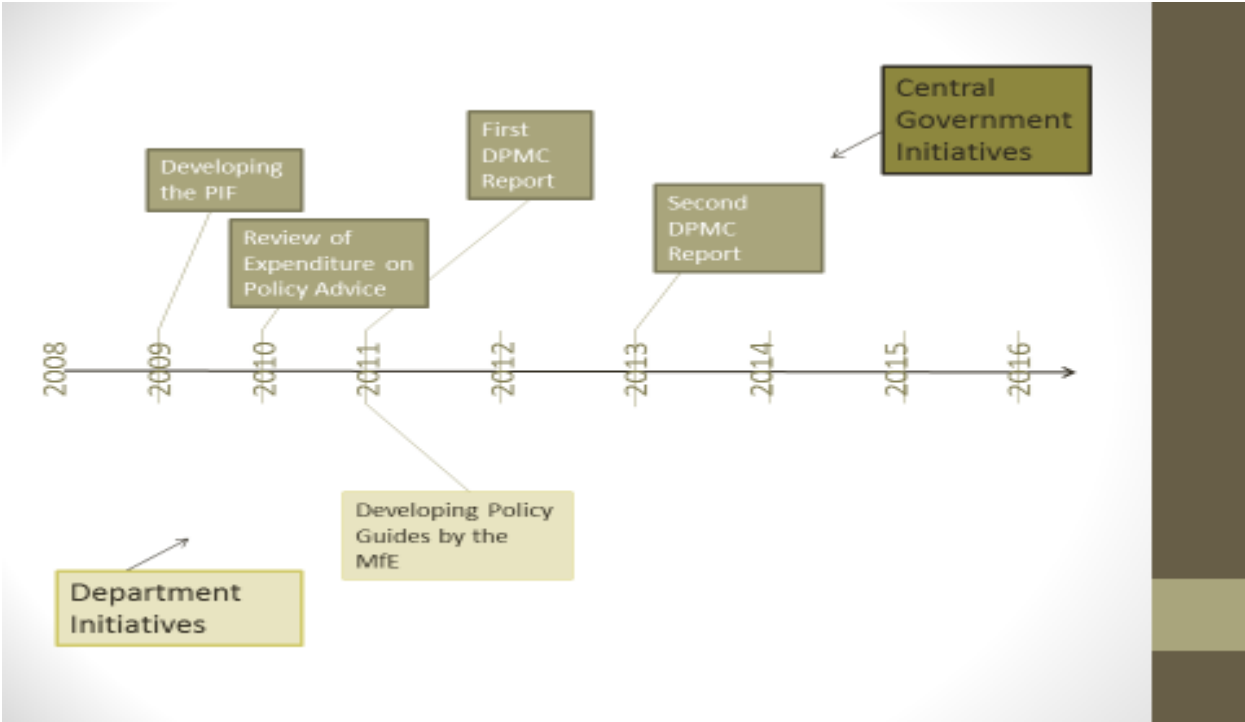 Central
Government
Initiatives
First
DPMC
Report
Developing
the PIF
Second
DPMC
Report
Review of
Expenditure on
Policy Advice
2008
2009
2010
2011
2012
2013
2014
2015
2016
Developing Policy
Guides by the
MfE
Department
Initiatives